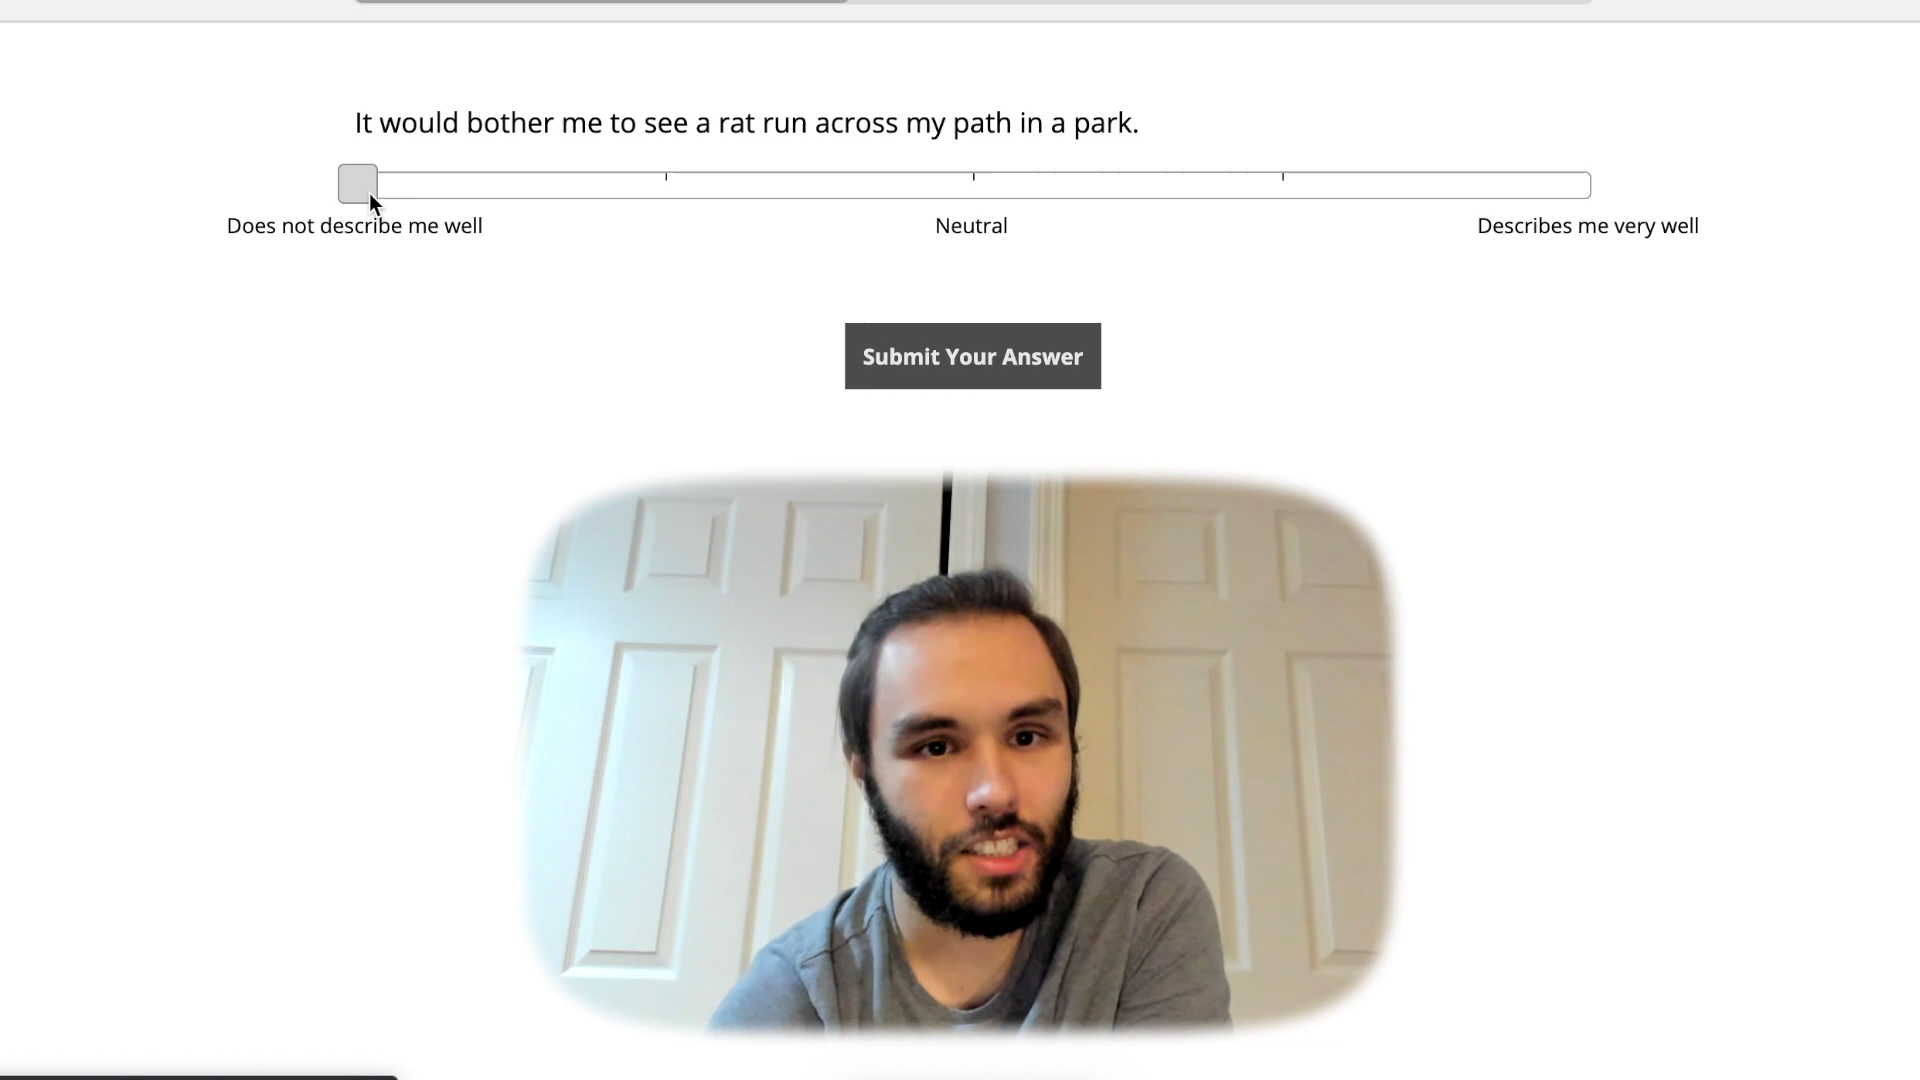 It would bother me to see a rat run across my path in a park.
Does not describe me well Neutral Describes me very well
Submit Your Answer